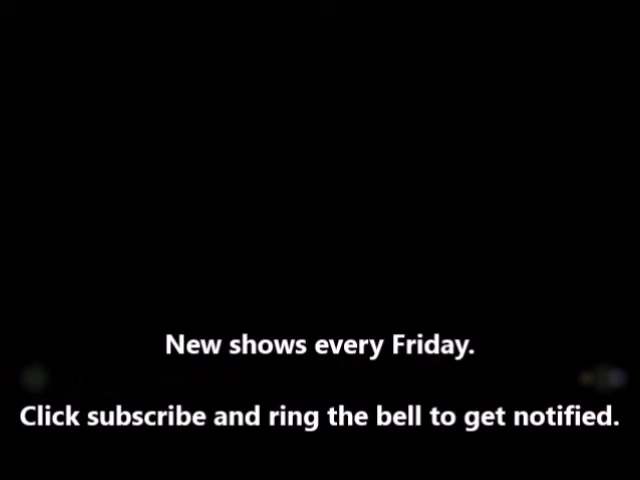 New shows every Friday.
Click subscribe and ring the bell to get notified.